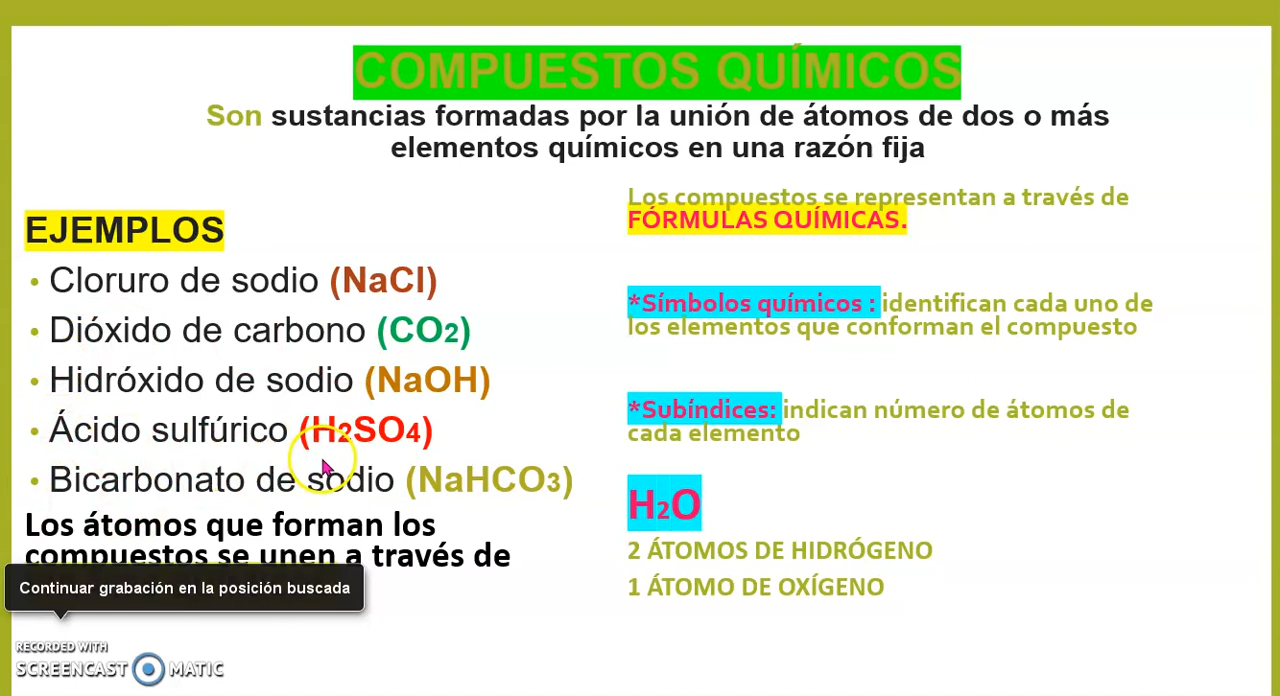 COMPUESTOS QUÍMICOS
Son sustancias formadas por la unión de átomos de dos o más
elementos químicos en una razón fija
EJEMPLOS
• Cloruro de sodio (NaCl)
• Dióxido de carbono (CO2)
• Hidróxido de sodio (NaOH)
• Ácido sulfúrico (H2SO4)
• Bicarbonato de sodio (NaHCO3)
Los átomos que forman los
compuestos se unen a través de
Los compuestos se representan a través de
FÓRMULAS QUÍMICAS.
*Símbolos químicos : identifican cada uno de
los elementos que conforman el compuesto
*Subíndices: indican número de átomos de
cada elemento
H2O
2 ÁTOMOS DE HIDRÓGENO
1 ÁTOMO DE OXÍGENO
Continuar grabación en la posición buscada
RECORDED WITH
SCREENCAST MATIC